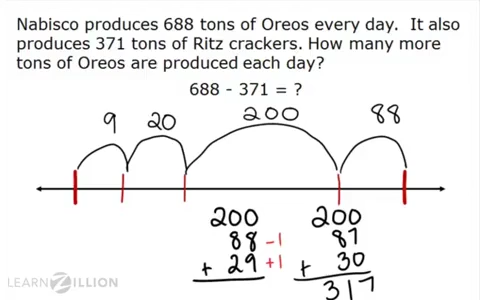 Nabisco produces 688 tons of Oreos every day. It also
produces 371 tons of Ritz crackers. How many more
tons of Oreos are produced each day?
688 - 371 = ?
9 20 200 88
200 200
88 -1 87
+ 29 +1 + 30
317
LEARNZILLION